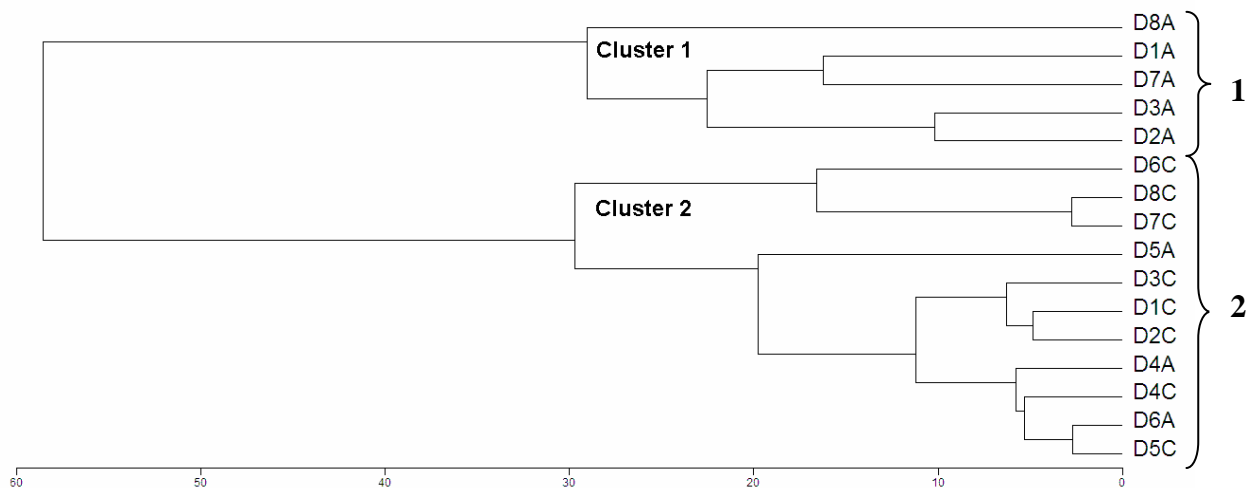 D8A
Cluster 1
D1A
D7A
1
D3A
D2A
D6C
D8C
Cluster 2
D7C
D5A
D3C
D1C
2
D2C
D4A
D4C
D6A
D5C
60 50 40 30 20 10 0